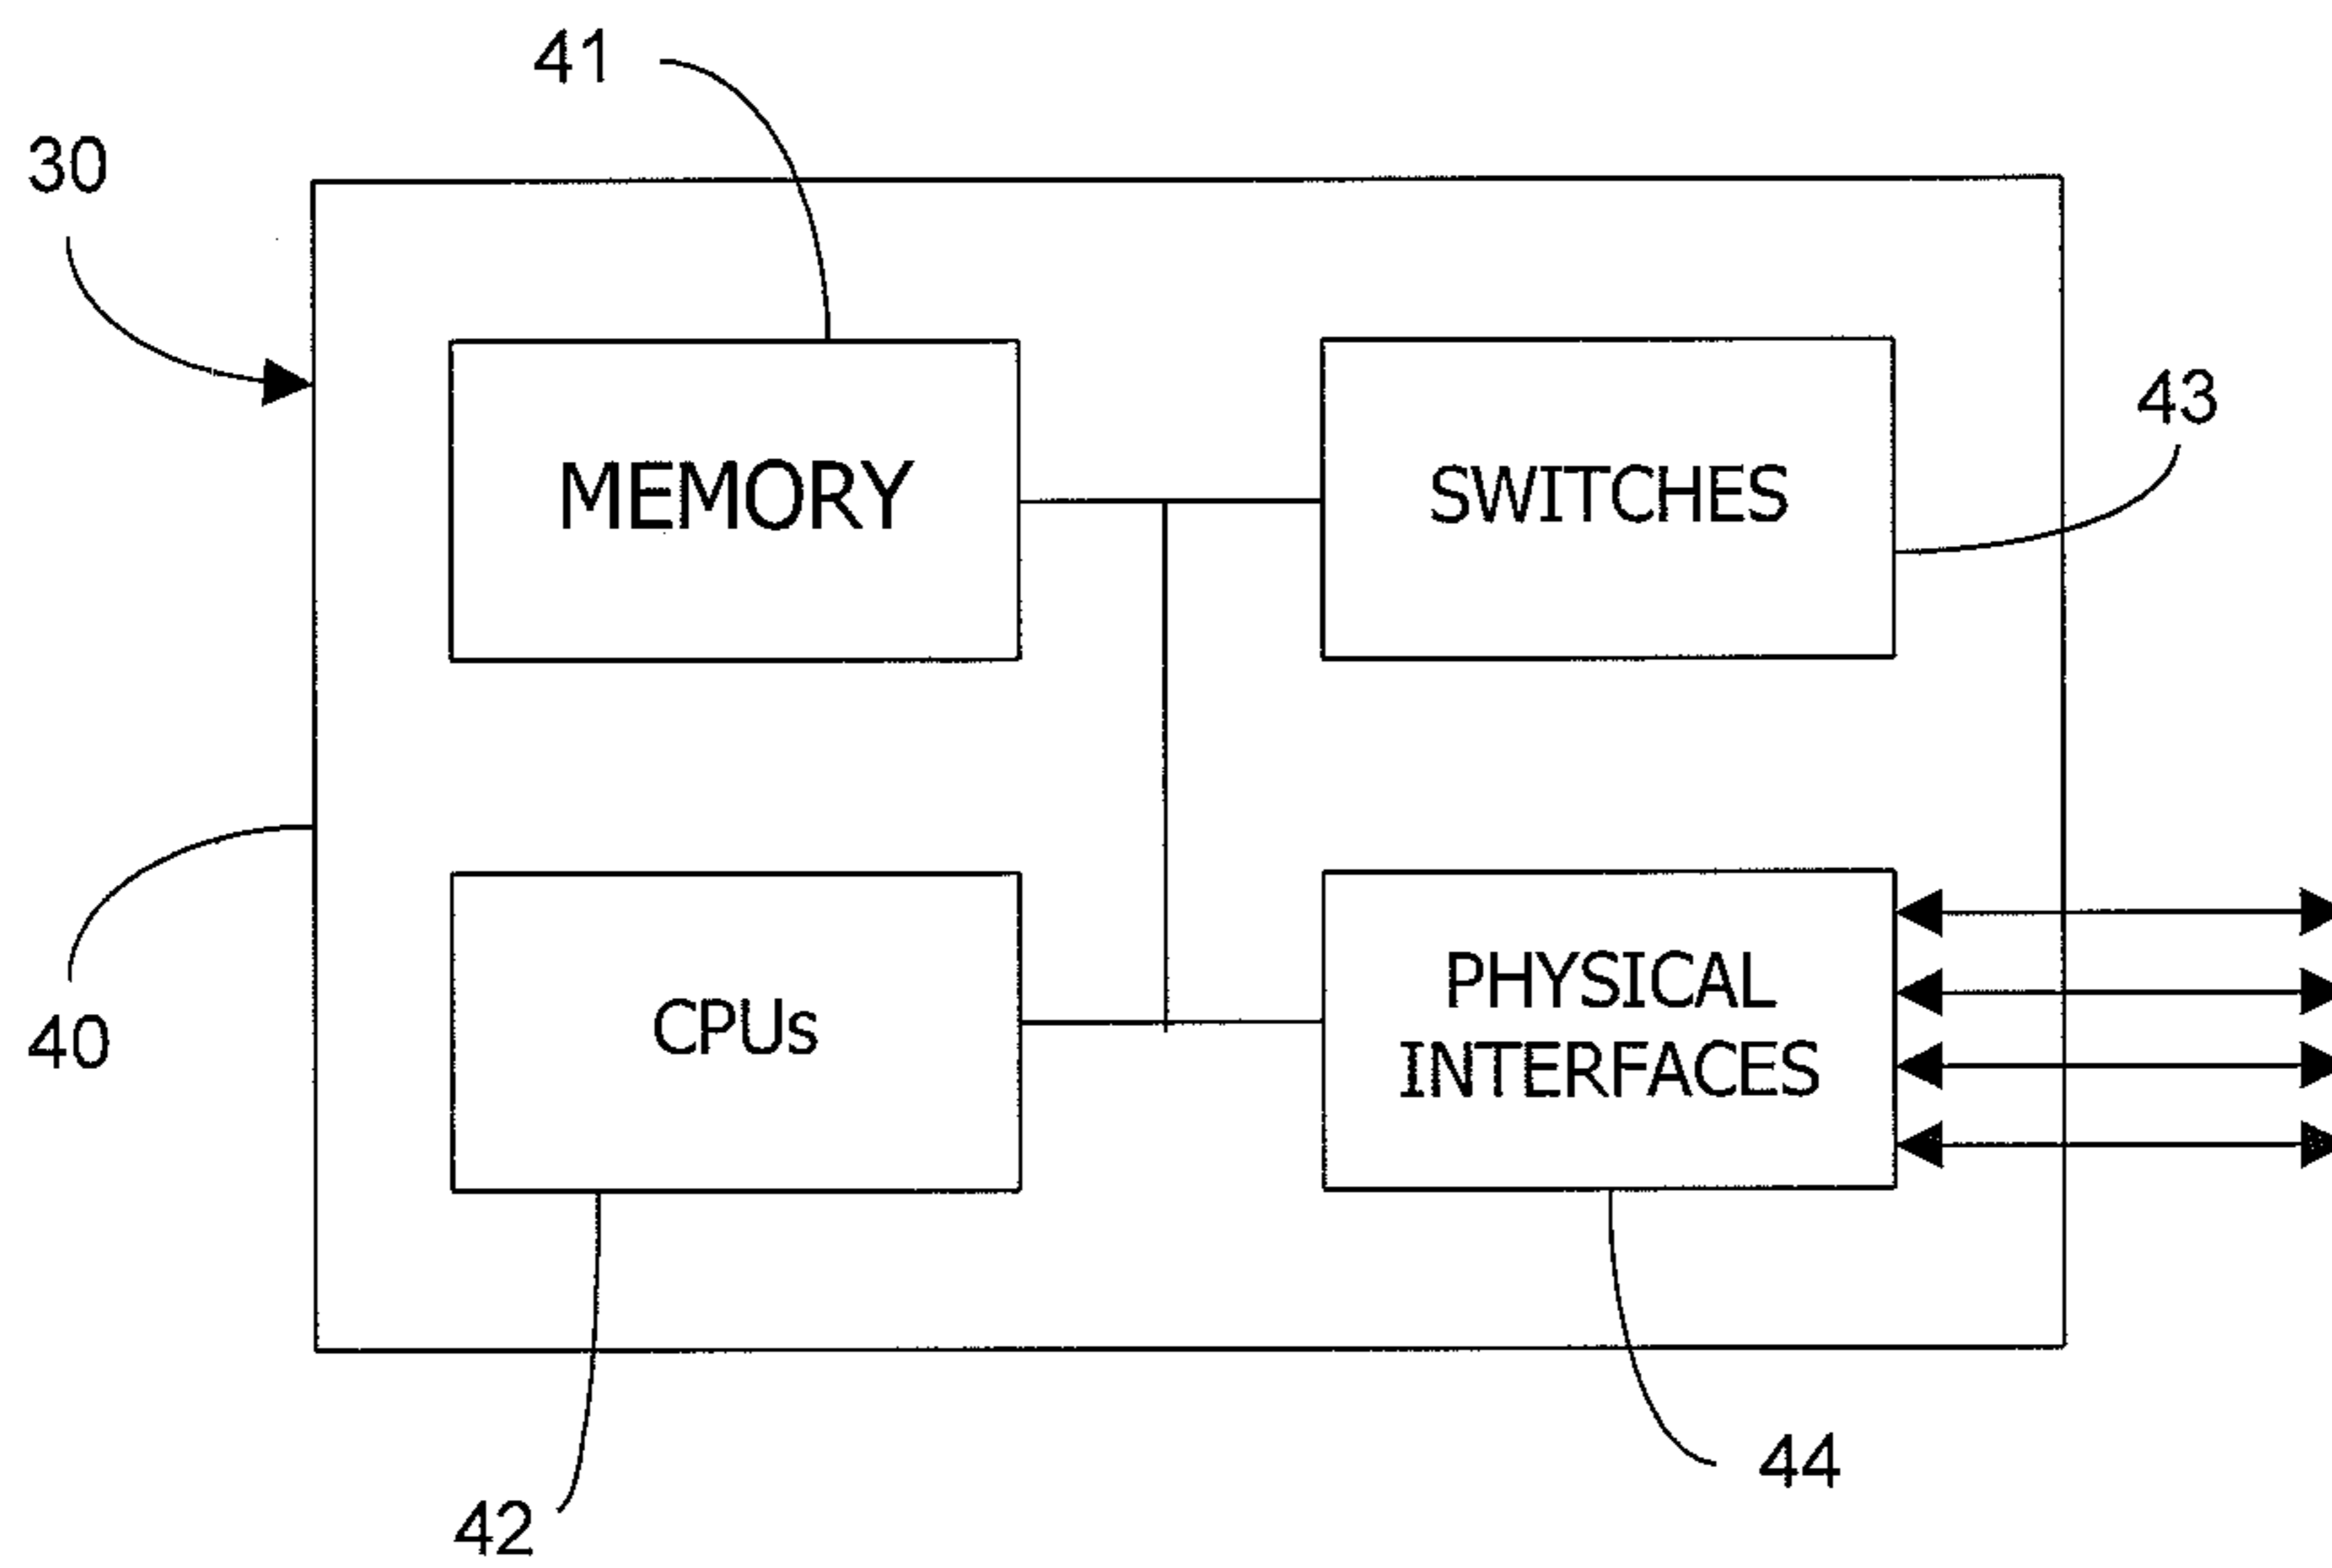 41
30
MEMORY
SWITCHES
43
CPUs
PHYSICAL
INTERFACES
40
44
42